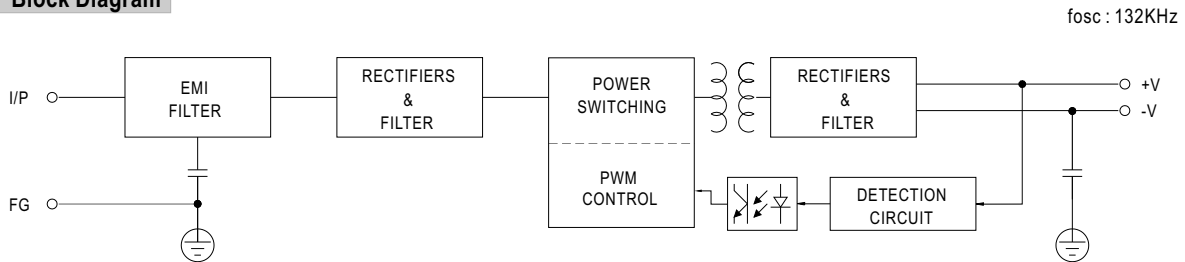 Block Diagram
fosc : 132KHz
I/P
EMI
FILTER
RECTIFIERS
&
FILTER
POWER
SWITCHING
PWM
CONTROL
RECTIFIERS
&
FILTER
+V
-V
DETECTION
CIRCUIT
FG